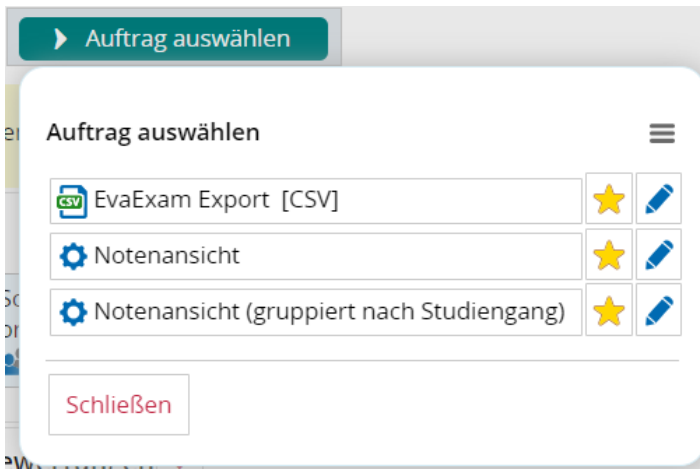 Auftrag auswählen
Auftrag auswählen
CSV EvaExam Export [CSV]
Notenansicht
Notenansicht (gruppiert nach Studiengang)
Schließen